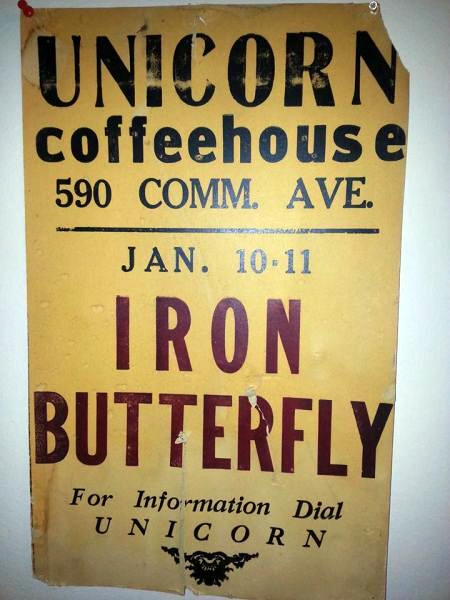 UNICORN
coffeehouse
590 COMM. AVE.
JAN. 10-11
IRON
BUTTERFLY
For Information Dial
UNICORN